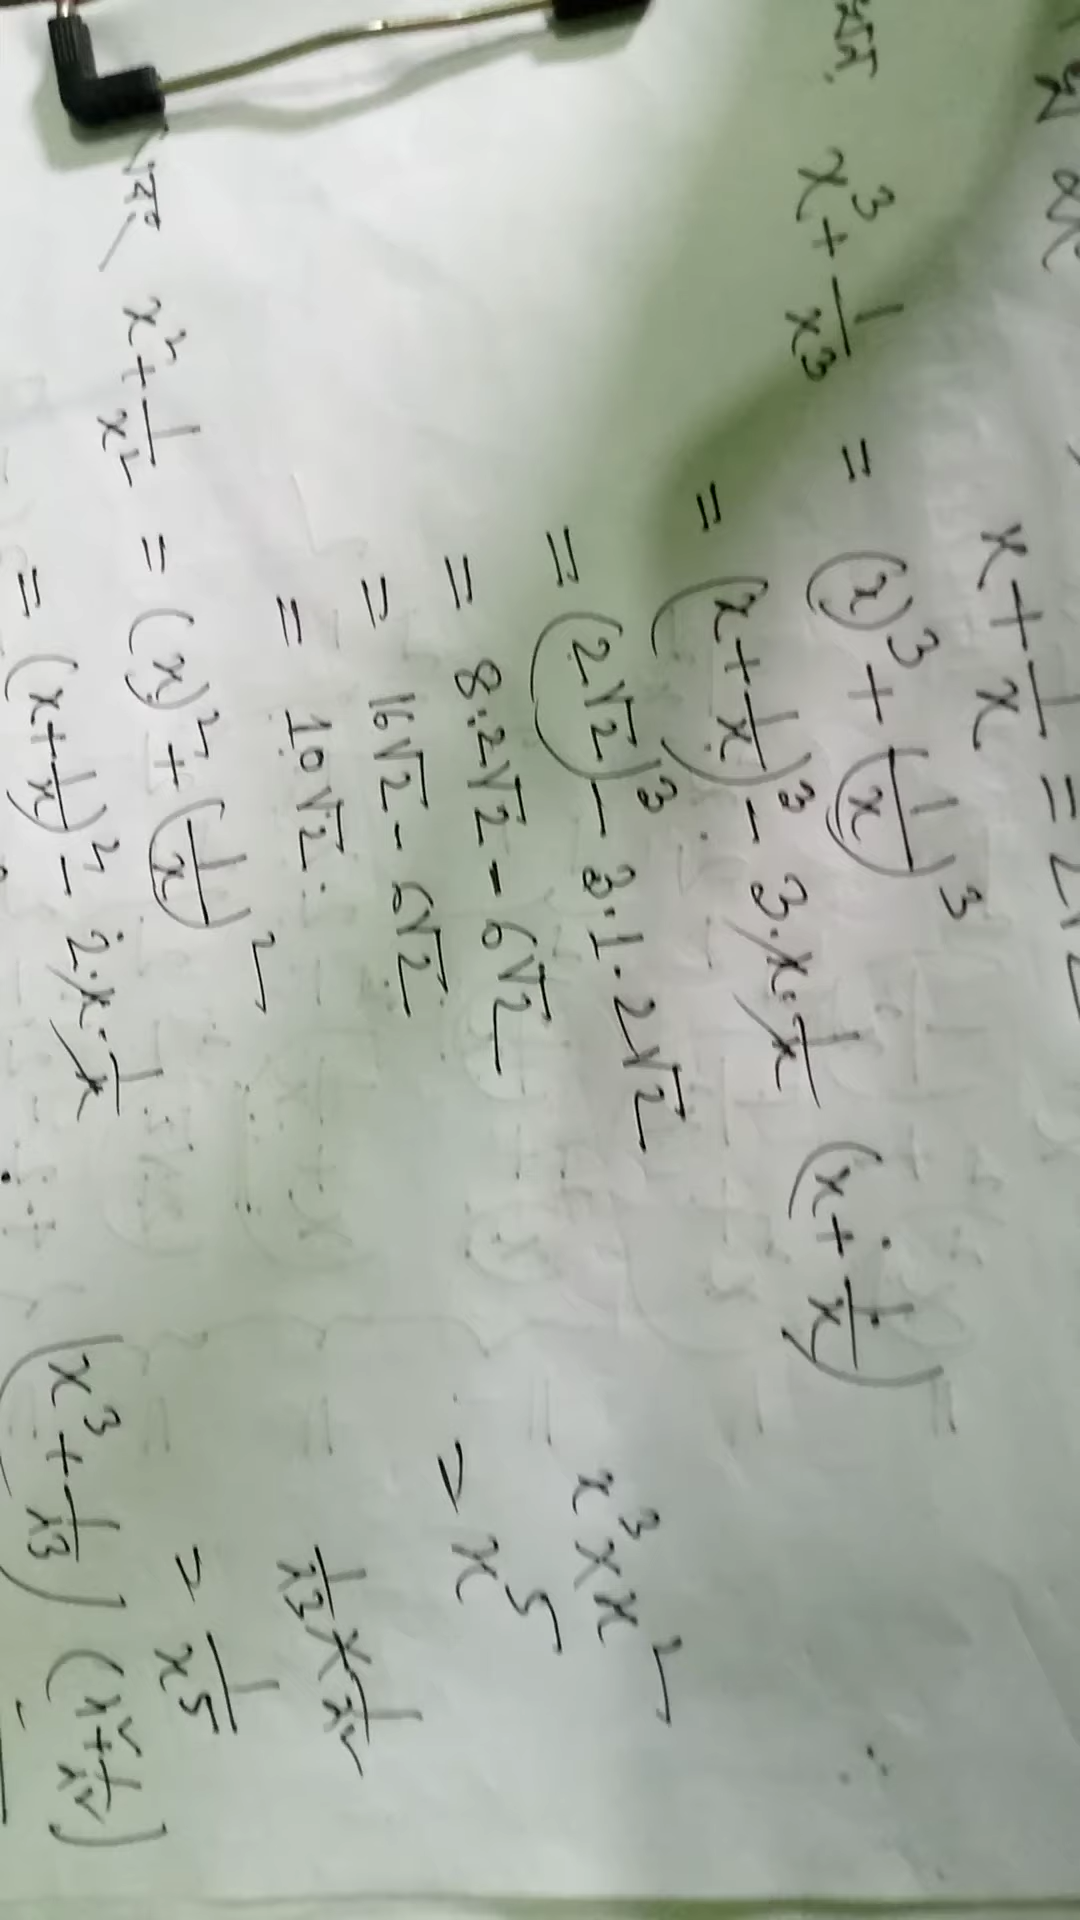 x + 1/x = 2√2
x³ + 1/x³ = (x)³ + (1/x)³
= (x + 1/x)³ - 3·x·1/x (x + 1/x)
= (2√2)³ - 3·1·2√2
= 8·2√2 - 6√2
= 16√2 - 6√2
= 10√2
x² + 1/x² = (x)² + (1/x)²
= (x + 1/x)² - 2·x·1/x
x³ × x²
= x⁵
1/x³ × 1/x²
= 1/x⁵
(x³ + 1/x³) (x² + 1/x²)